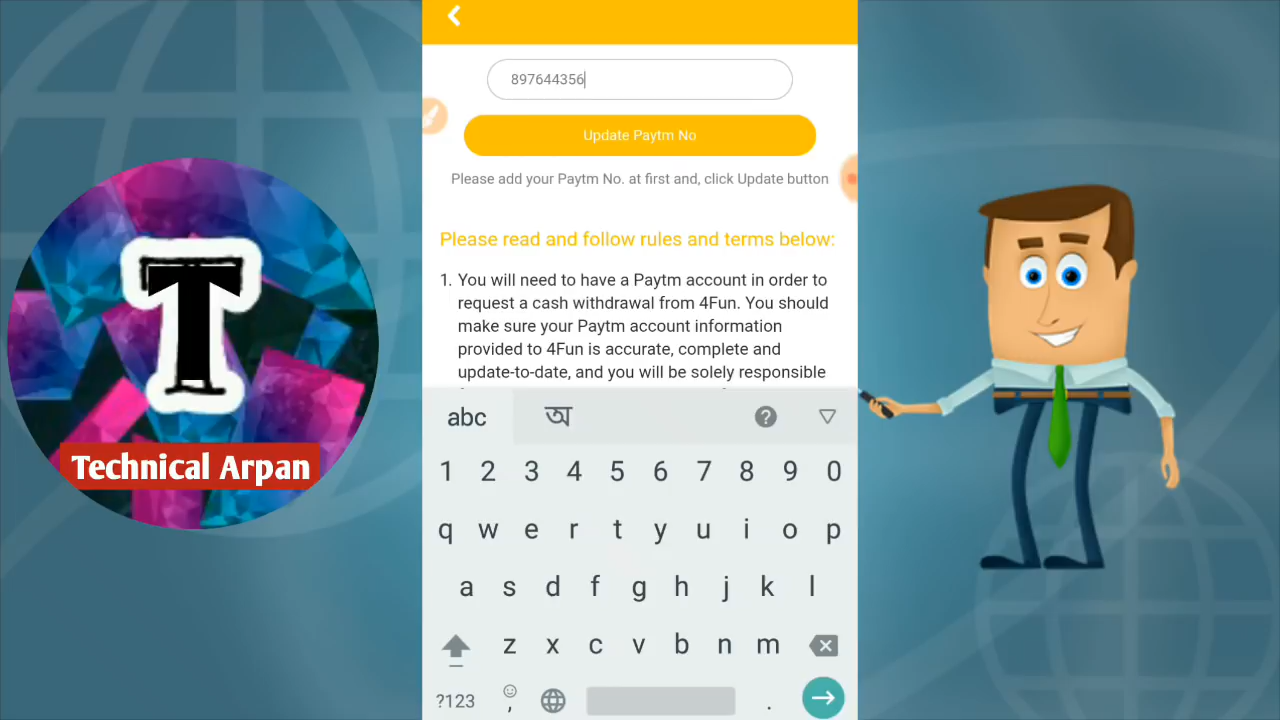 897644356
Update Paytm No
Please add your Paytm No. at first and, click Update button
Please read and follow rules and terms below:
1. You will need to have a Paytm account in order to
request a cash withdrawal from 4Fun. You should
make sure your Paytm account information
provided to 4Fun is accurate, complete and
update-to-date, and you will be solely responsible
T
Technical Arpan
abc অ ?
1 2 3 4 5 6 7 8 9 0
q w e r t y u i o p
a s d f g h j k l
z x c v b n m
?123 , .